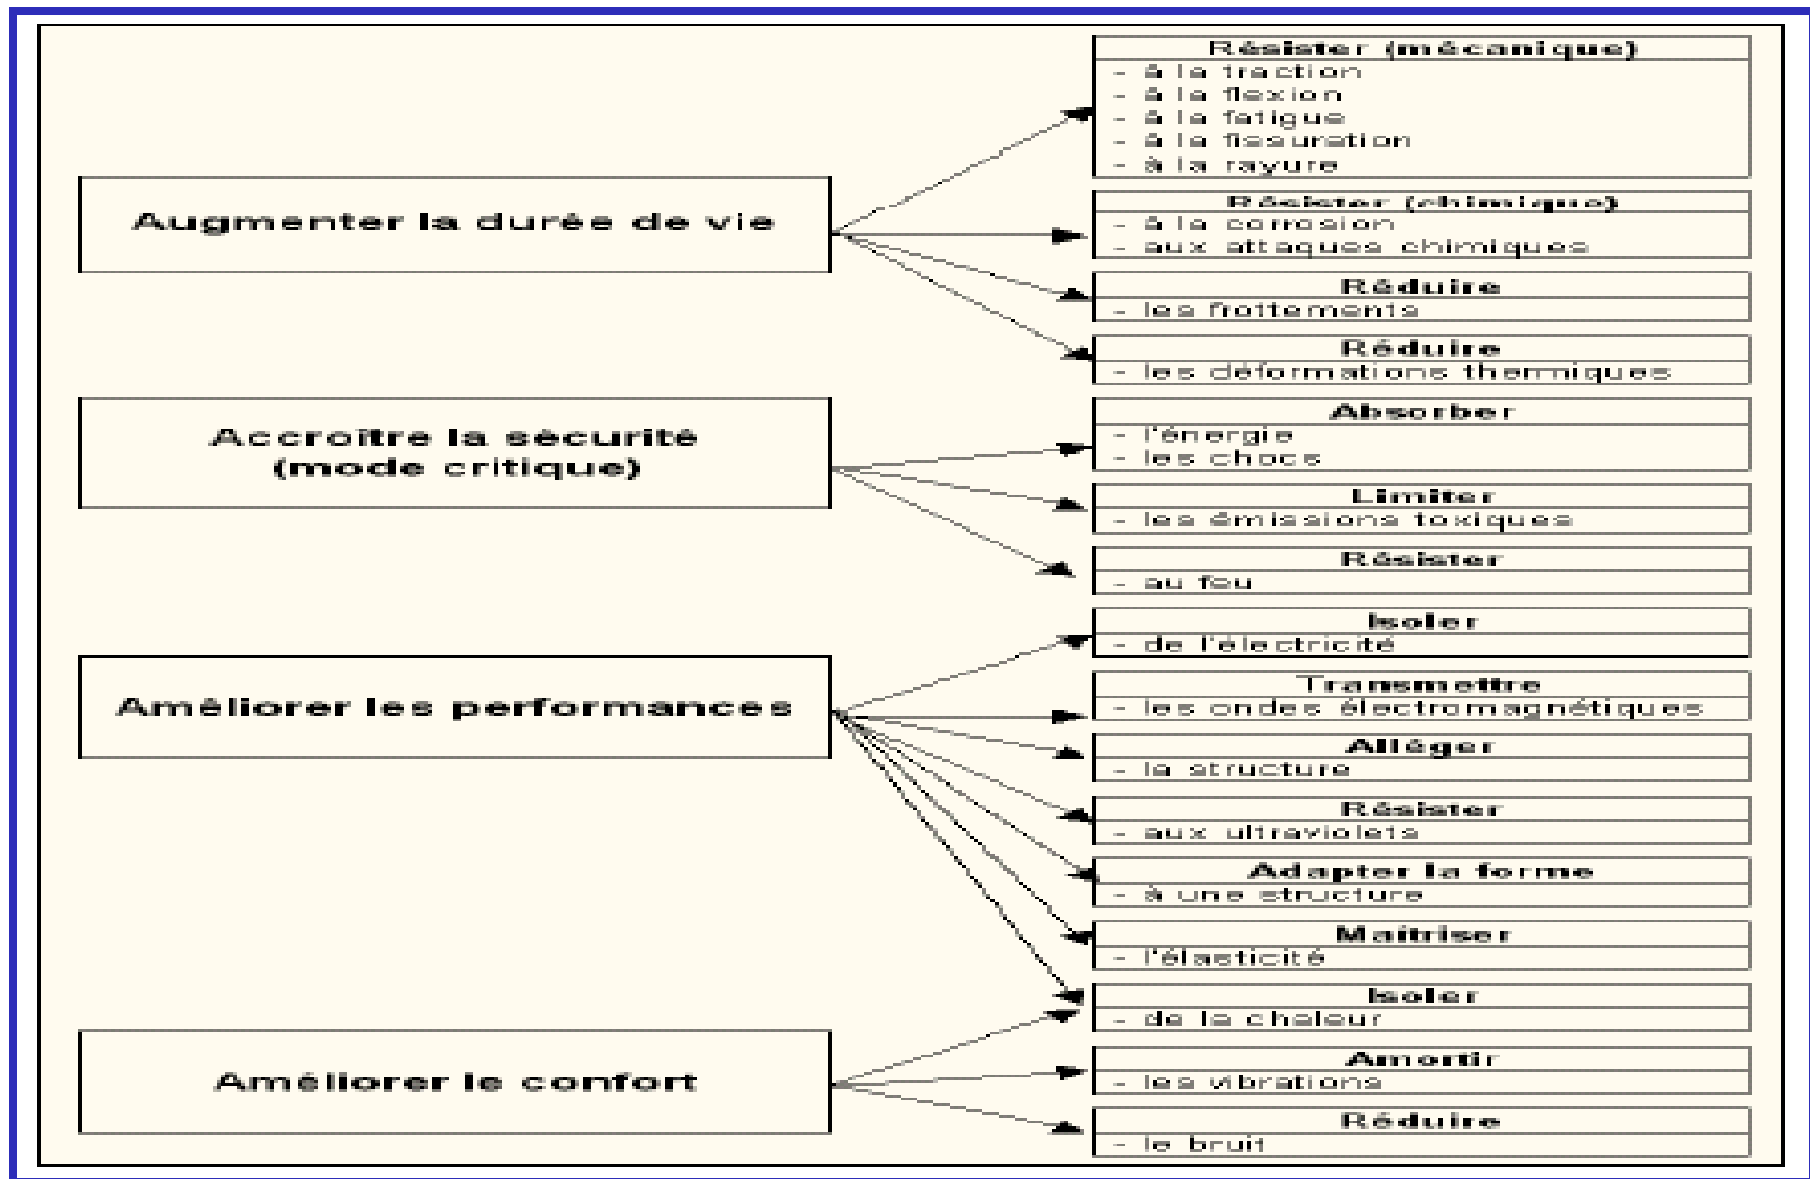 Augmenter la durée de vie
Résister (mécanique)
- à la traction
- à la flexion
- à la fatigue
- à la fissuration
- à la rayure
Résister (chimique)
- à la corrosion
- aux attaques chimiques
Réduire
- les frottements
Réduire
- les déformations thermiques
Accroître la sécurité
(mode critique)
Absorber
- l'énergie
- les chocs
Limiter
- les émissions toxiques
Résister
- au feu
Améliorer les performances
Isoler
- de l'électricité
Transmettre
- les ondes électromagnétiques
Alléger
- la structure
Résister
- aux ultraviolets
Adapter la forme
- à une structure
Maîtriser
- l'élasticité
Isoler
- de la chaleur
Améliorer le confort
Amortir
- les vibrations
Réduire
- le bruit